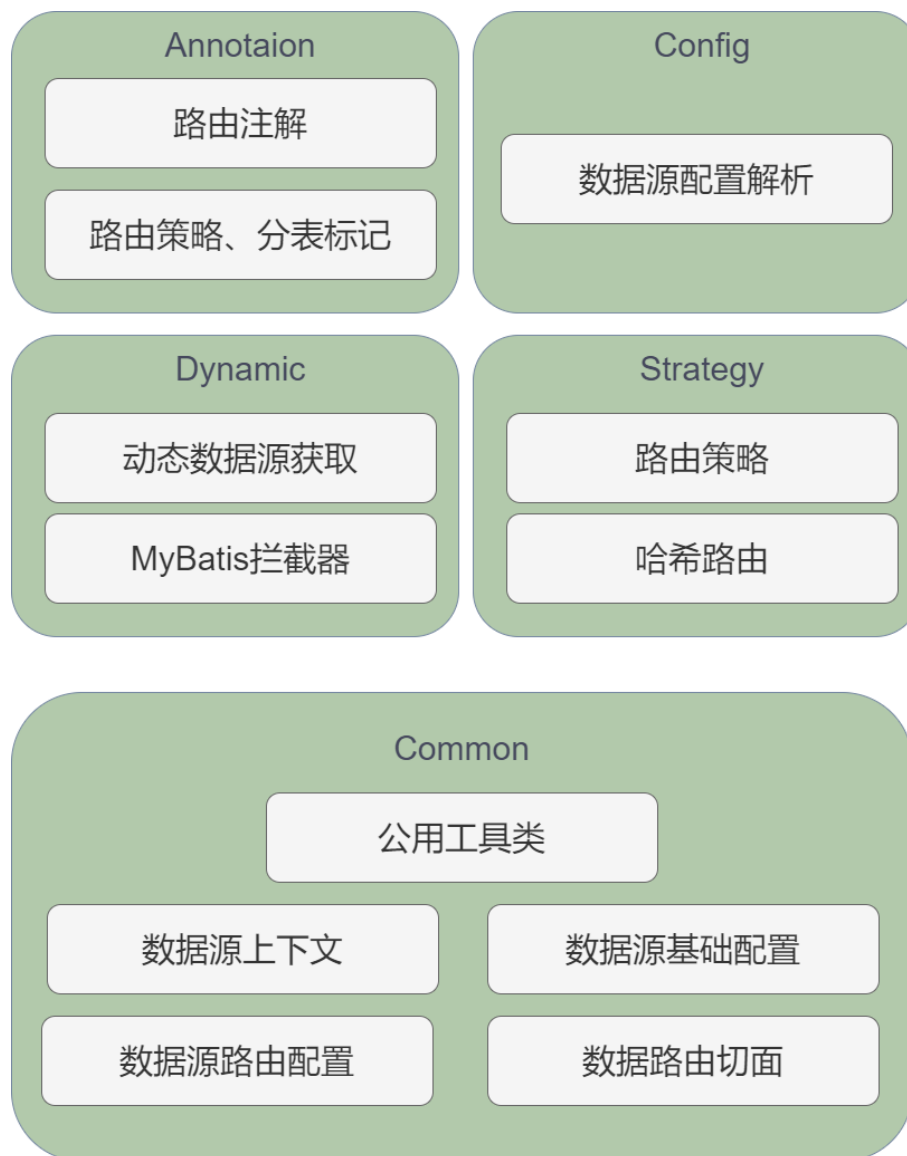 Annotaion
路由注解
路由策略、分表标记
Config
数据源配置解析
Dynamic
动态数据源获取
MyBatis拦截器
Strategy
路由策略
哈希路由
Common
公用工具类
数据源上下文
数据源基础配置
数据源路由配置
数据路由切面